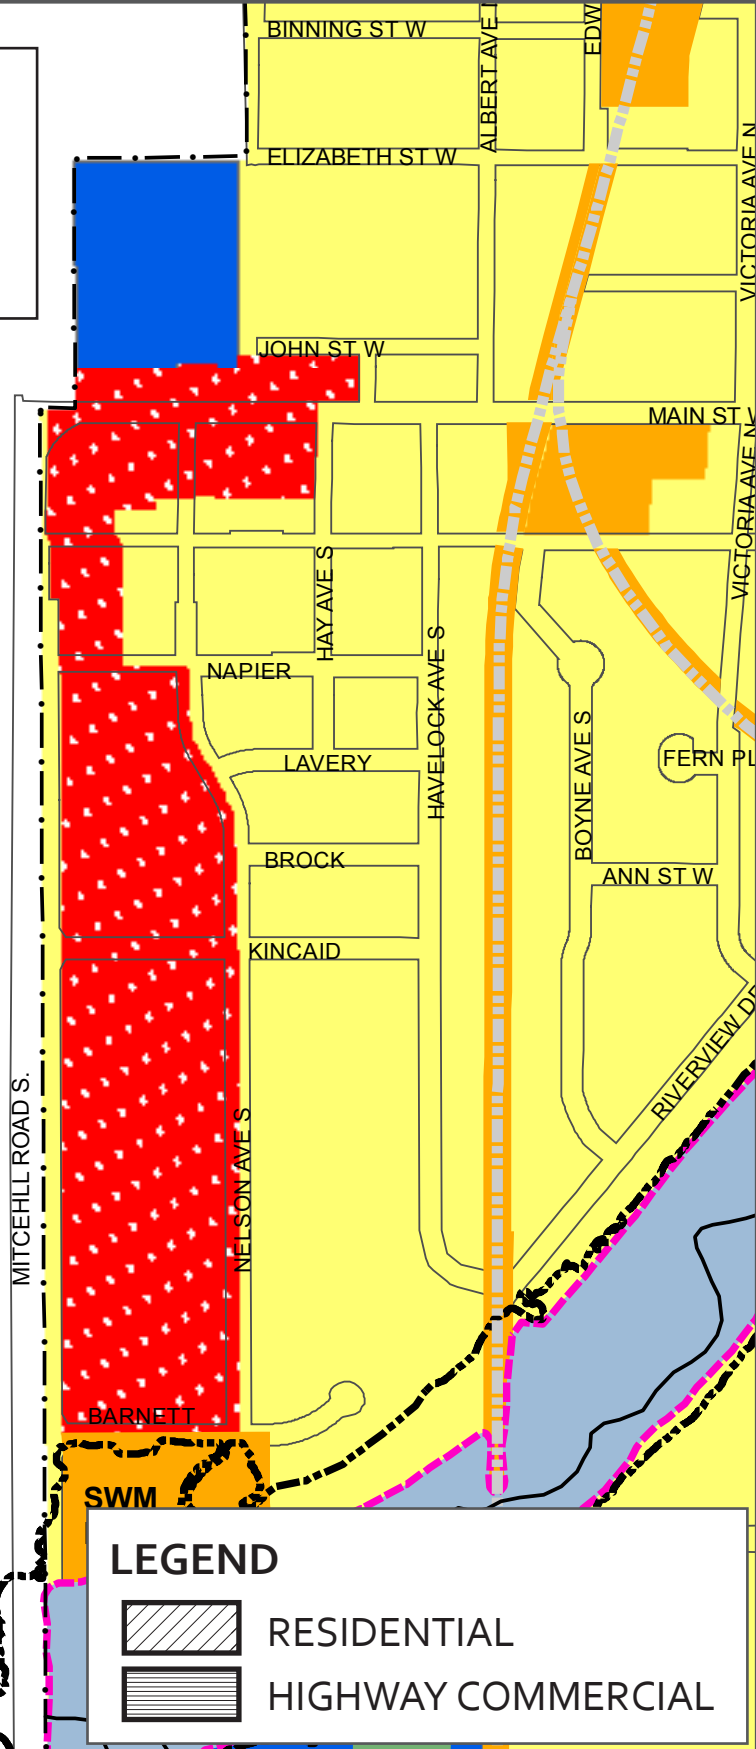 BINNING ST W
ALBERT AVE N
EDW
ELIZABETH ST W
VICTORIA AVE N
JOHN ST W
MAIN ST W
VICTORIA AVE N
HAY AVE S
NAPIER
HAVELOCK AVE S
LAVERY
BOYNE AVE S
FERN PL
BROCK
ANN ST W
KINCAID
RIVERVIEW DR
MITCEHLL ROAD S.
NELSON AVE S
BARNETT
SWM
LEGEND
RESIDENTIAL
HIGHWAY COMMERCIAL